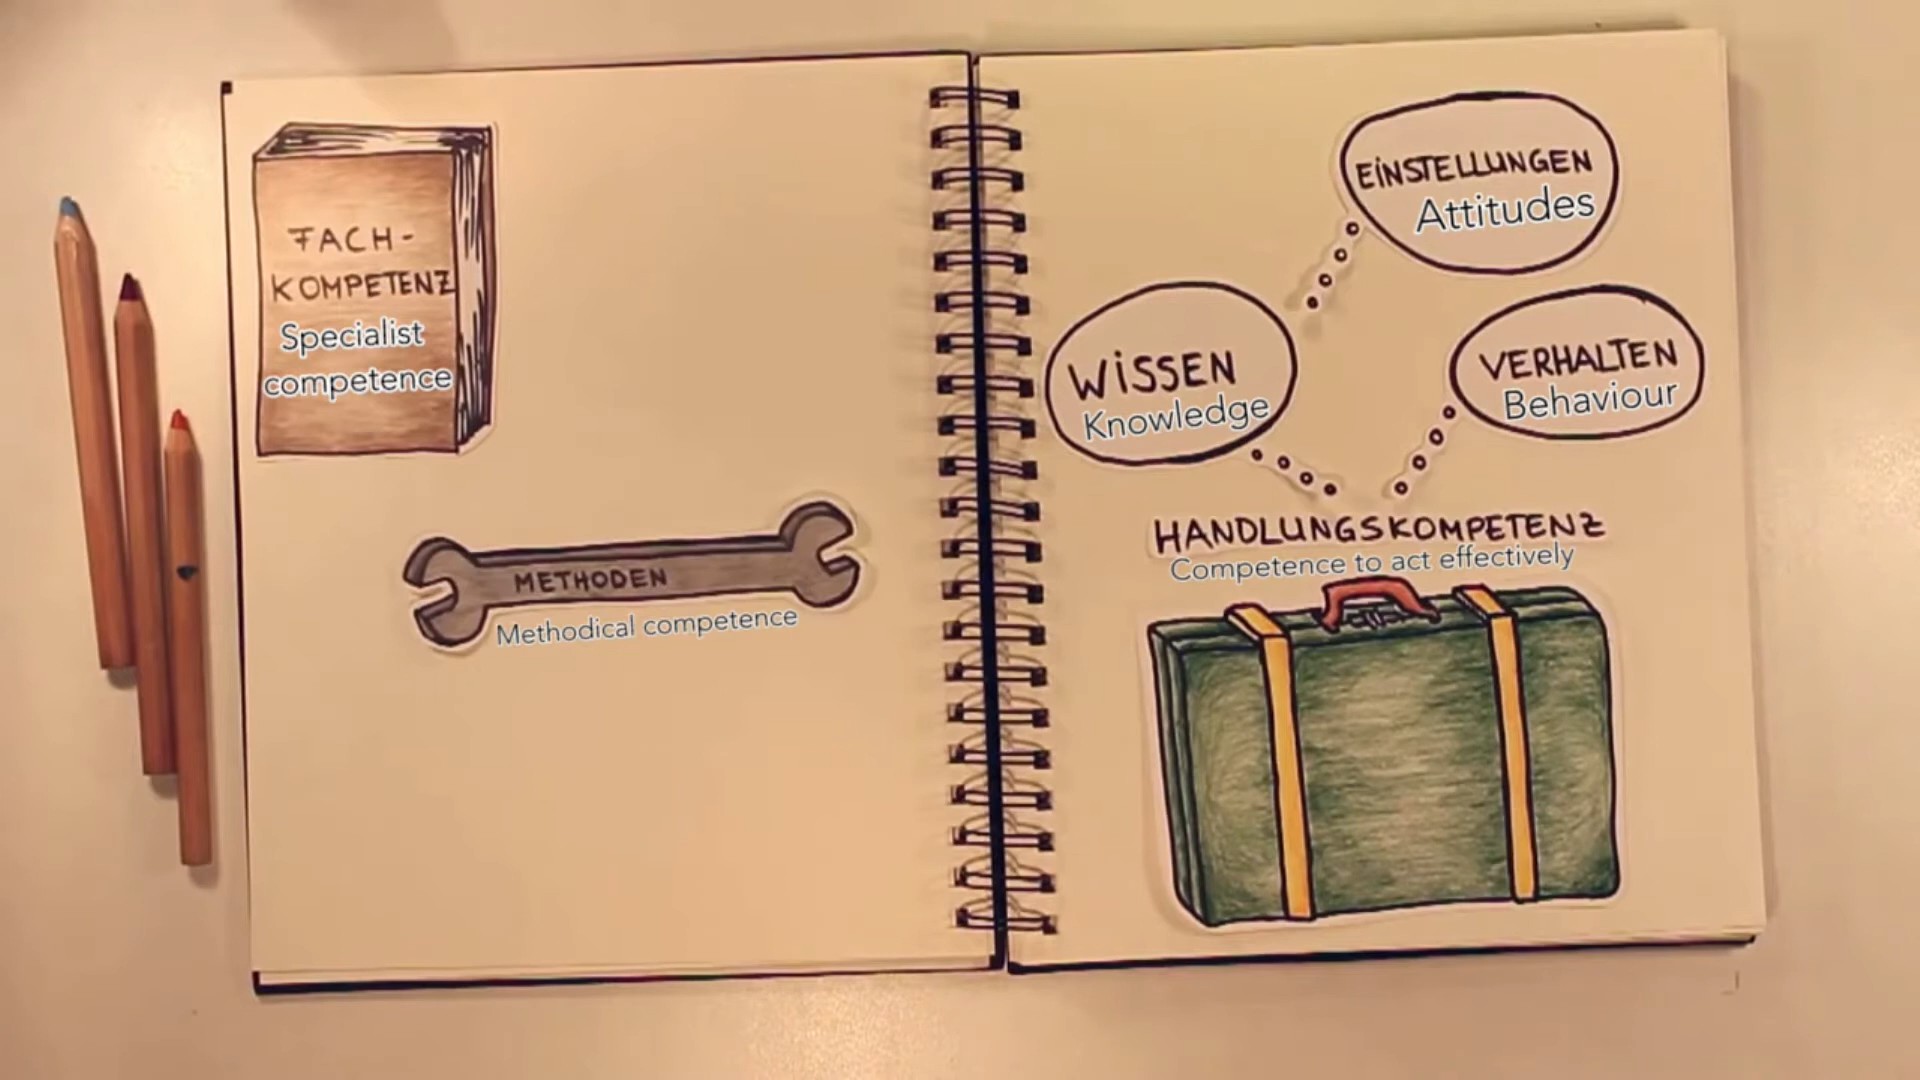 FACH-
KOMPETENZ
Specialist
competence
METHODEN
Methodical competence
EINSTELLUNGEN
Attitudes
WISSEN
Knowledge
VERHALTEN
Behaviour
HANDLUNGSKOMPETENZ
Competence to act effectively